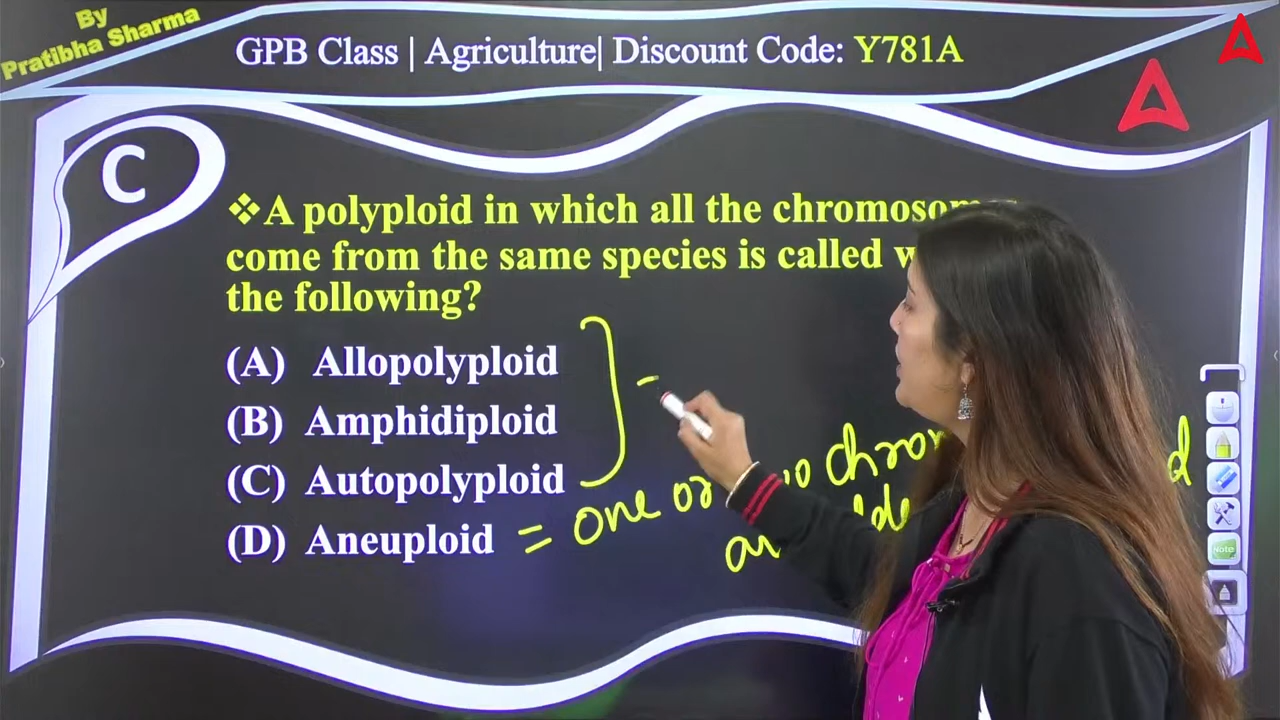 By
Pratibha Sharma
GPB Class | Agriculture| Discount Code: Y781A
C
❖A polyploid in which all the
come from the same species is called
the following?
(A) Allopolyploid
(B) Amphidiploid
(C) Autopolyploid
(D) Aneuploid = one or
Note